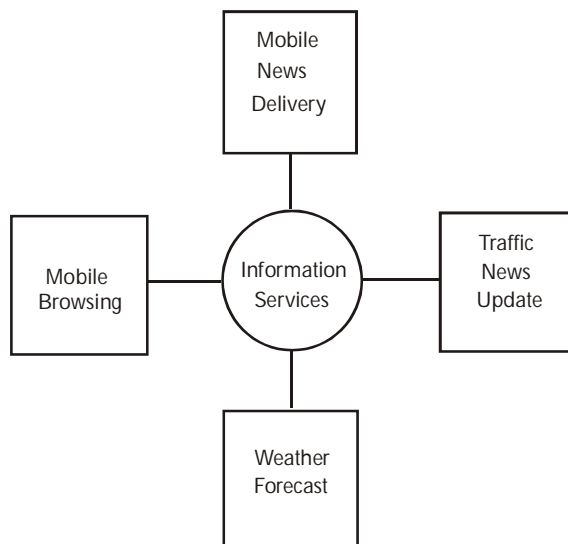 Mobile
News
Delivery
Mobile
Browsing
Information
Services
Traffic
News
Update
Weather
Forecast